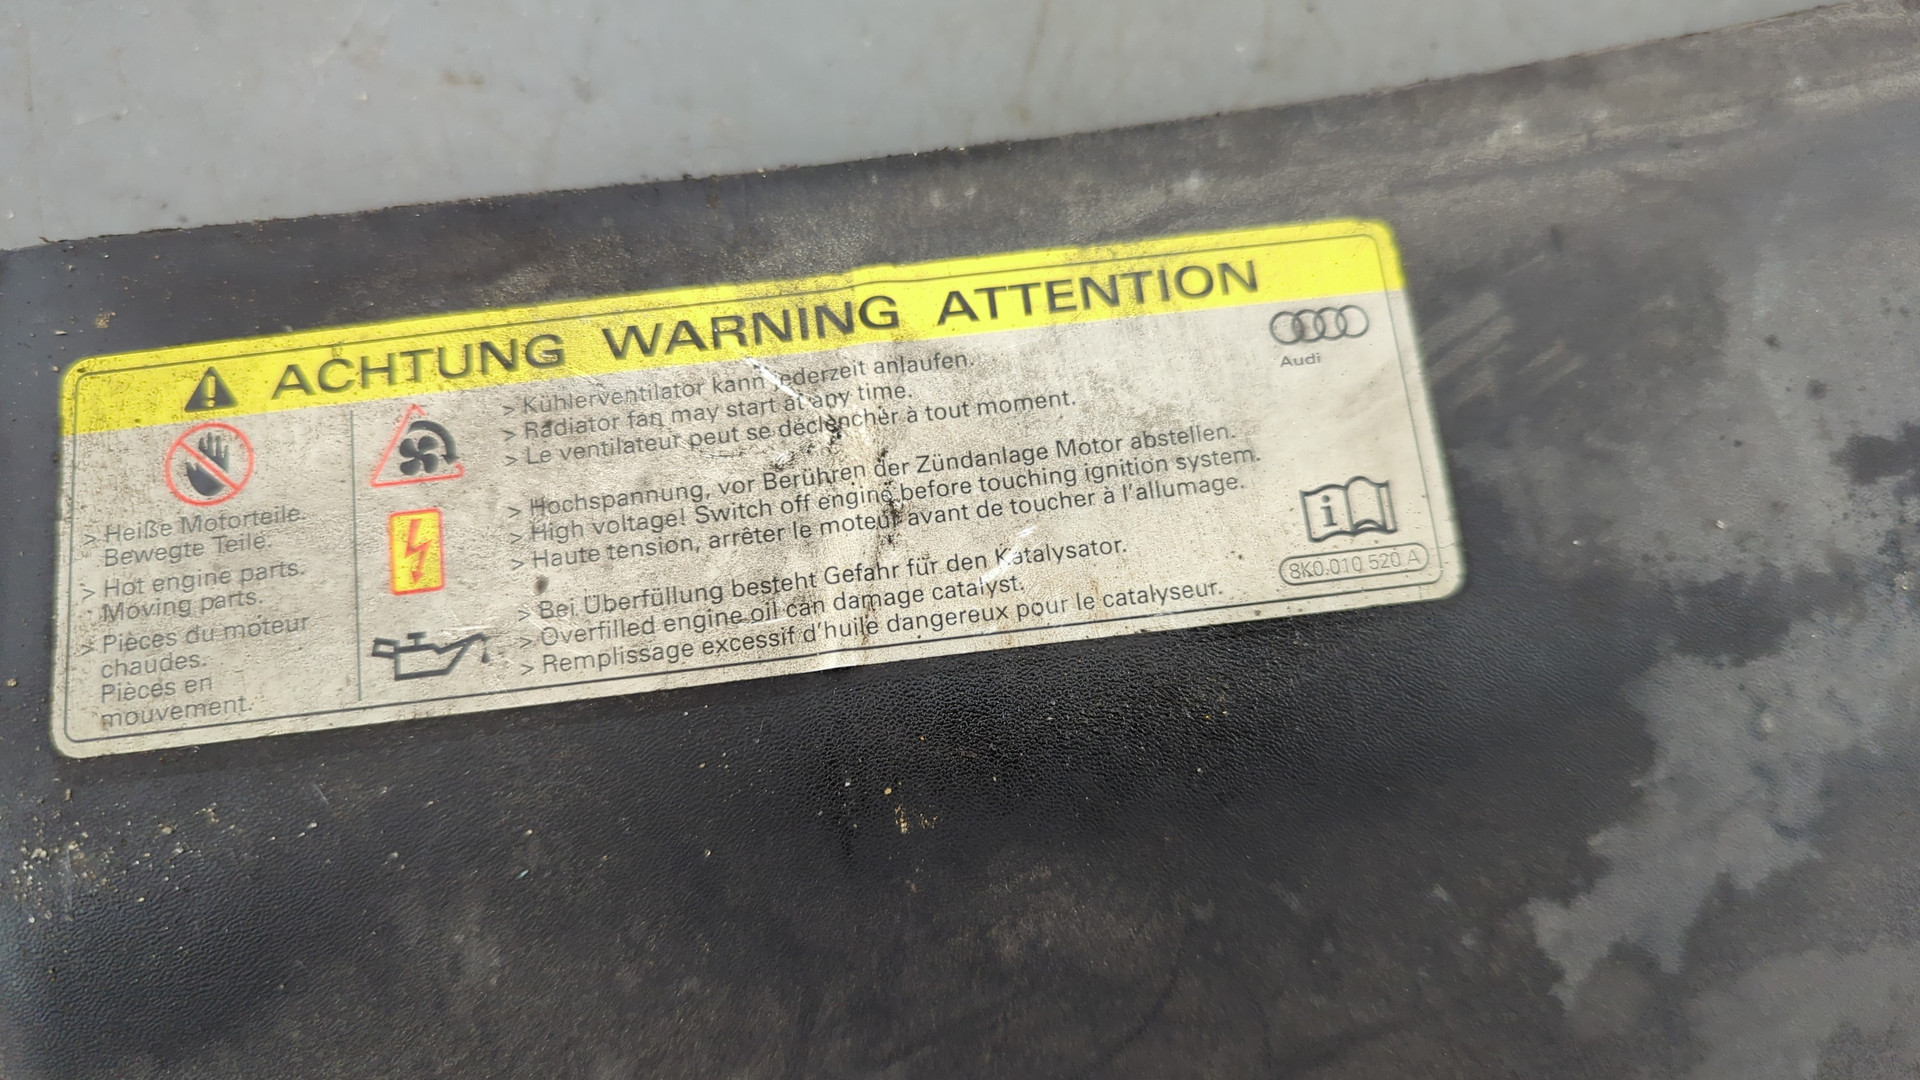 ACHTUNG WARNING ATTENTION
> Heiße Motorteile.
Bewegte Teile.
> Hot engine parts.
Moving parts.
> Pièces du moteur
chaudes.
Pièces en
mouvement.
> Kühlerventilator kann jederzeit anlaufen.
> Radiator fan may start at any time.
> Le ventilateur peut se déclencher à tout moment.
> Hochspannung, vor Berühren der Zündanlage Motor abstellen.
> High voltage! Switch off engine before touching ignition system.
> Haute tension, arrêter le moteur avant de toucher à l'allumage.
> Bei Überfüllung besteht Gefahr für den Katalysator.
> Overfilled engine oil can damage catalyst.
> Remplissage excessif d'huile dangereux pour le catalyseur.
Audi
i
8K0.010 520 A